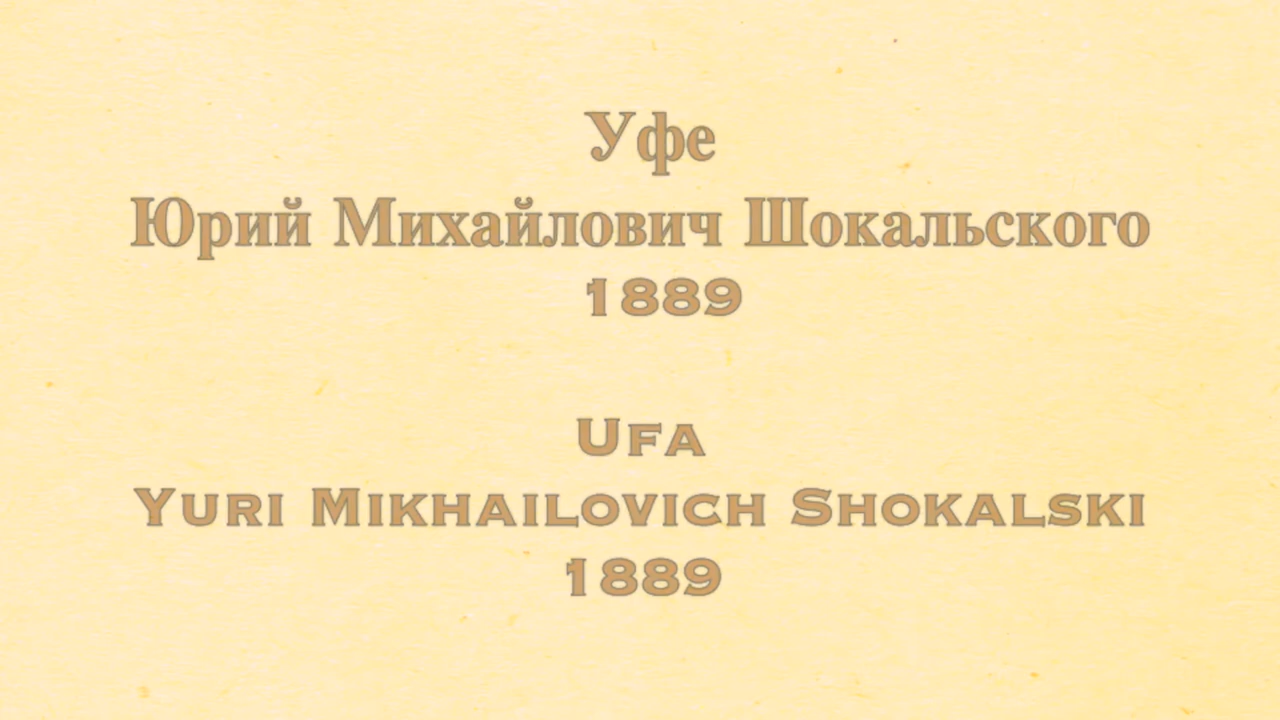 Уфе
Юрий Михайлович Шокальского
1889
Ufa
Yuri Mikhailovich Shokalski
1889